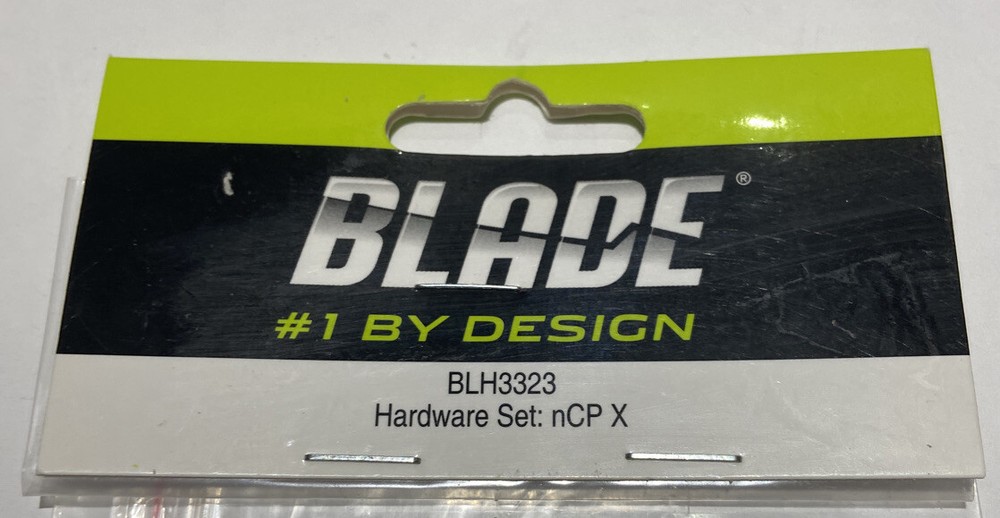 BLADE®
#1 BY DESIGN
BLH3323
Hardware Set: nCP X